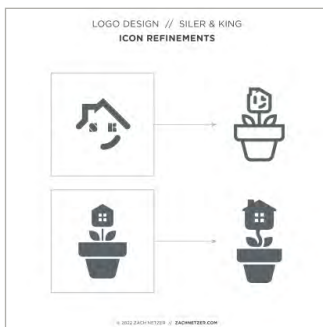 LOGO DESIGN // SILER & KING
ICON REFINEMENTS
S K
© 2022 ZACH METZER // ZACHMETZER.COM